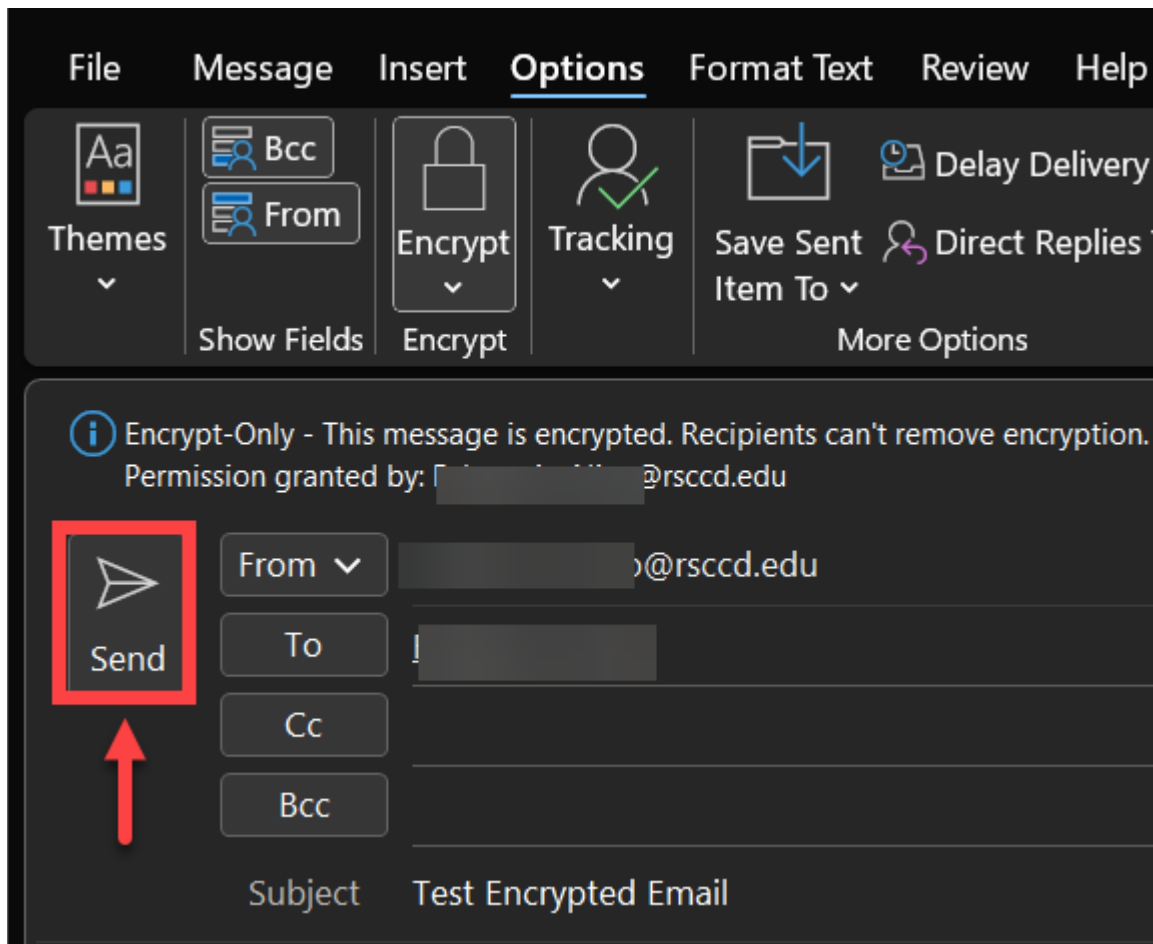 File Message Insert Options Format Text Review Help
Aa Bcc Delay Delivery
From
Themes Encrypt Tracking Save Sent Direct Replies
Item To
Show Fields Encrypt More Options
Encrypt-Only - This message is encrypted. Recipients can't remove encryption.
Permission granted by: @rsccd.edu
From o@rsccd.edu
Send To
Cc
Bcc
Subject Test Encrypted Email